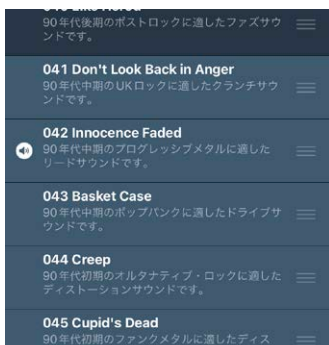 90年代後期のポストロックに適したファズサウ
ンドです。
041 Don't Look Back in Anger
90年代中期のUKロックに適したクランチサウ
ンドです。
042 Innocence Faded
90年代中期のプログレッシブメタルに適した
リードサウンドです。
043 Basket Case
90年代中期のポップパンクに適したドライブサ
ウンドです。
044 Creep
90年代初期のオルタナティブ・ロックに適した
ディストーションサウンドです。
045 Cupid's Dead
90年代初期のファンクメタルに適したディス